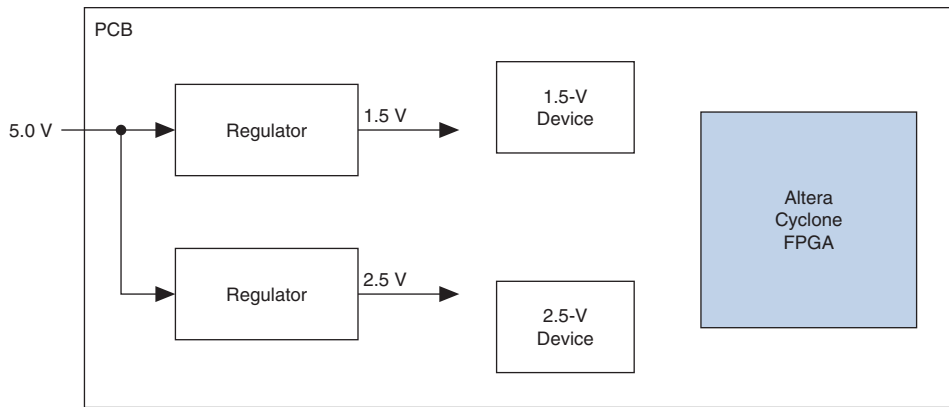 PCB
5.0 V
Regulator
1.5 V
1.5-V
Device
Altera
Cyclone
FPGA
Regulator
2.5 V
2.5-V
Device